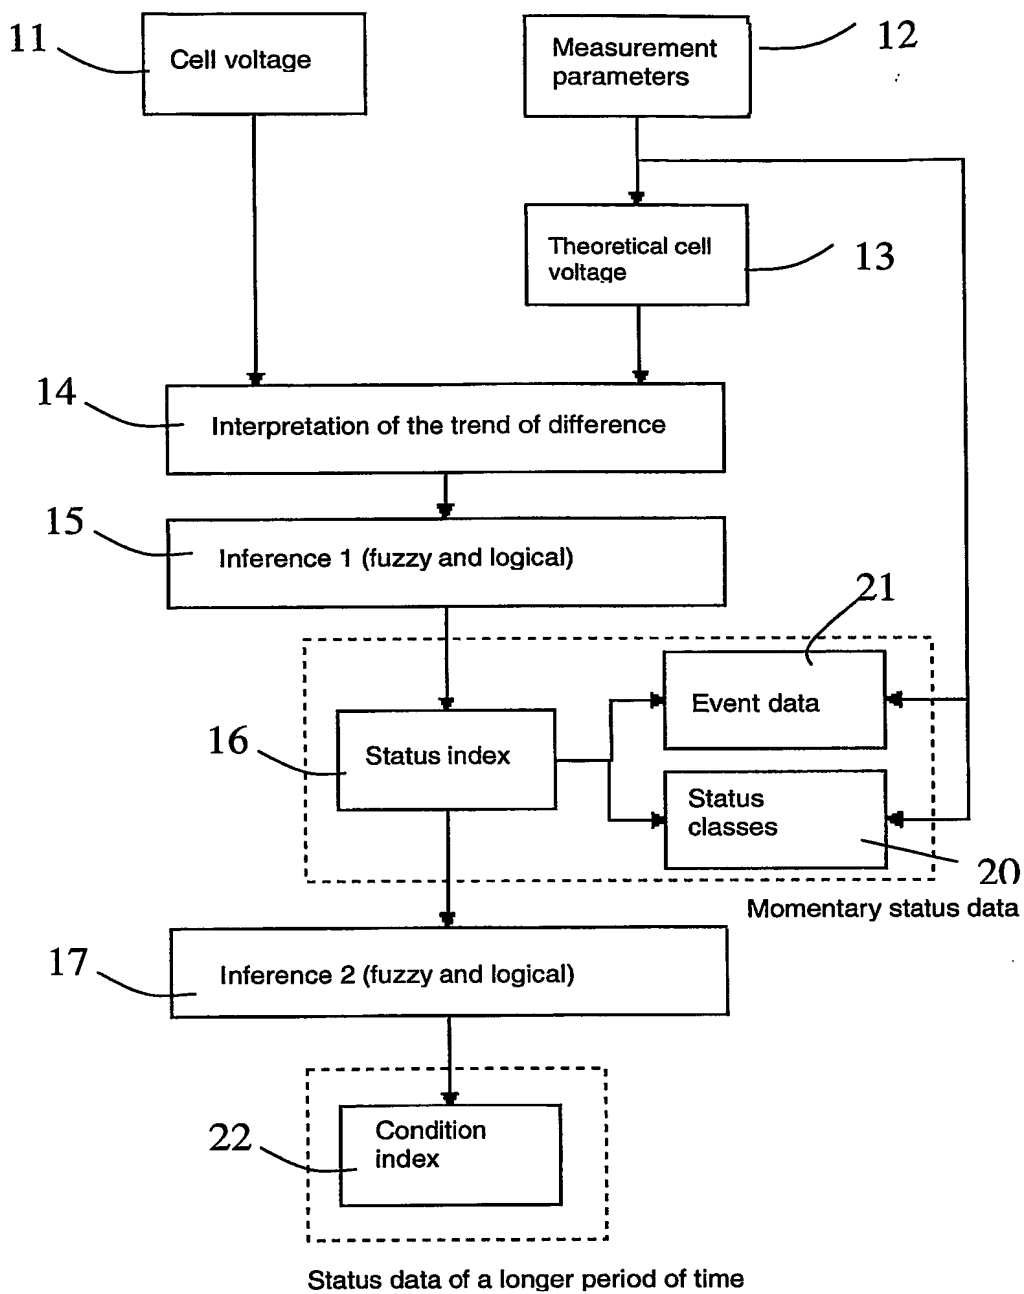 11
Cell voltage
Measurement
parameters
12
Theoretical cell
voltage
13
14
Interpretation of the trend of difference
15
Inference 1 (fuzzy and logical)
21
Event data
16
Status index
Status
classes
20
Momentary status data
17
Inference 2 (fuzzy and logical)
22
Condition
index
Status data of a longer period of time